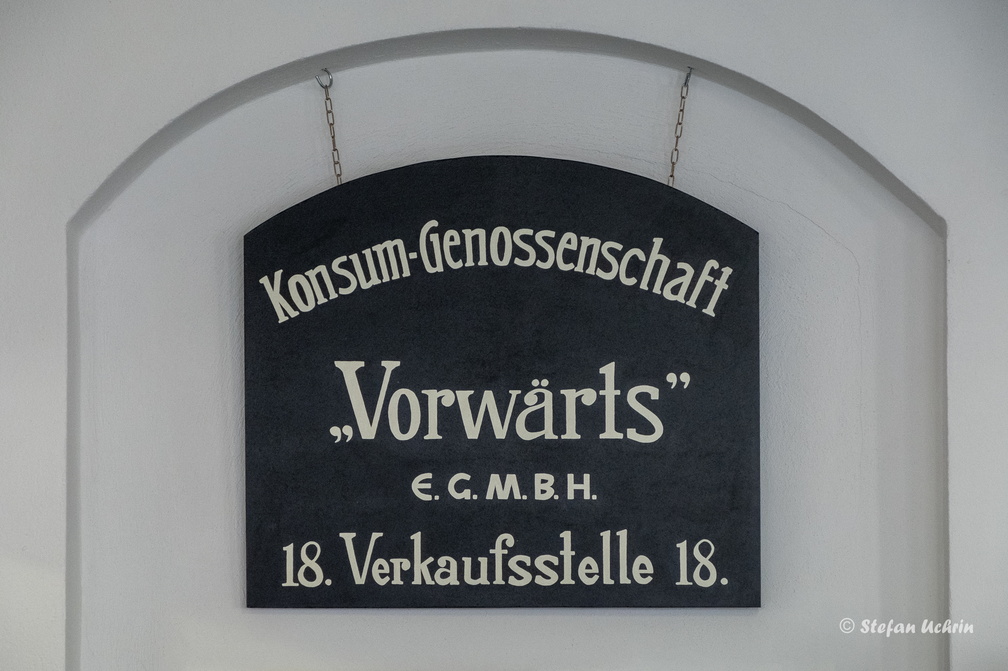 Konsum-Genossenschaft
„Vorwärts”
E. G. M. B. H.
18. Verkaufsstelle 18.
© Stefan Uchrin